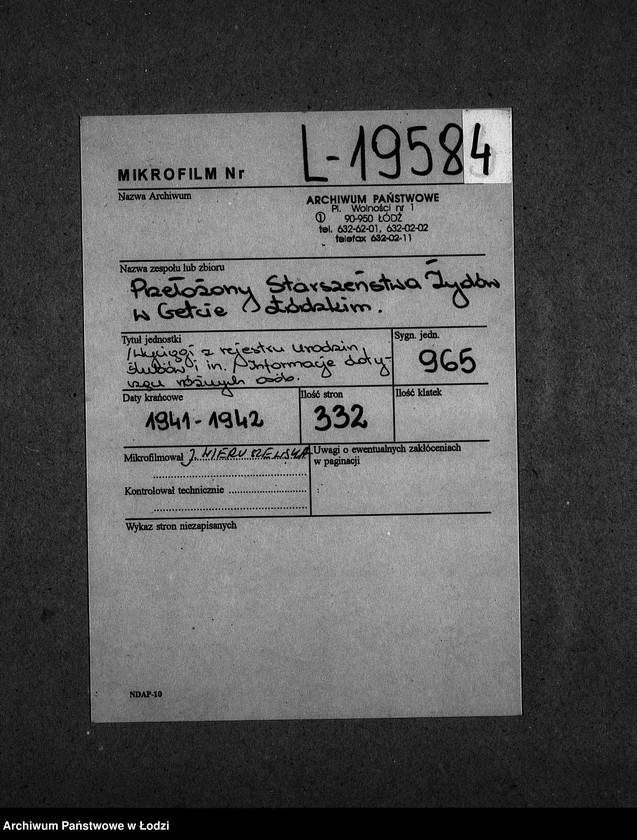 MIKROFILM Nr L-19584
Nazwa Archiwum
ARCHIWUM PAŃSTWOWE
Pl. Wolności nr 1
① 90-950 ŁÓDŹ
tel. 632-62-01, 632-02-02
telefax 632-02-11
Nazwa zespołu lub zbioru
Przełożony Starszeństwa Żydów
w Getcie Łódzkim.
Tytuł jednostki
/Wyciągi z rejestru urodzin,
ślubów i in./ Informacje doty-
czące różnych osób.
Sygn. jedn.
965
Daty krańcowe
1941-1942
Ilość stron
332
Ilość klatek
Mikrofilmował J. WIERUSZEWSKA
Kontrolował technicznie
Uwagi o ewentualnych zakłóceniach
w paginacji
Wykaz stron niezapisanych
NDAP-10
Archiwum Państwowe w Łodzi